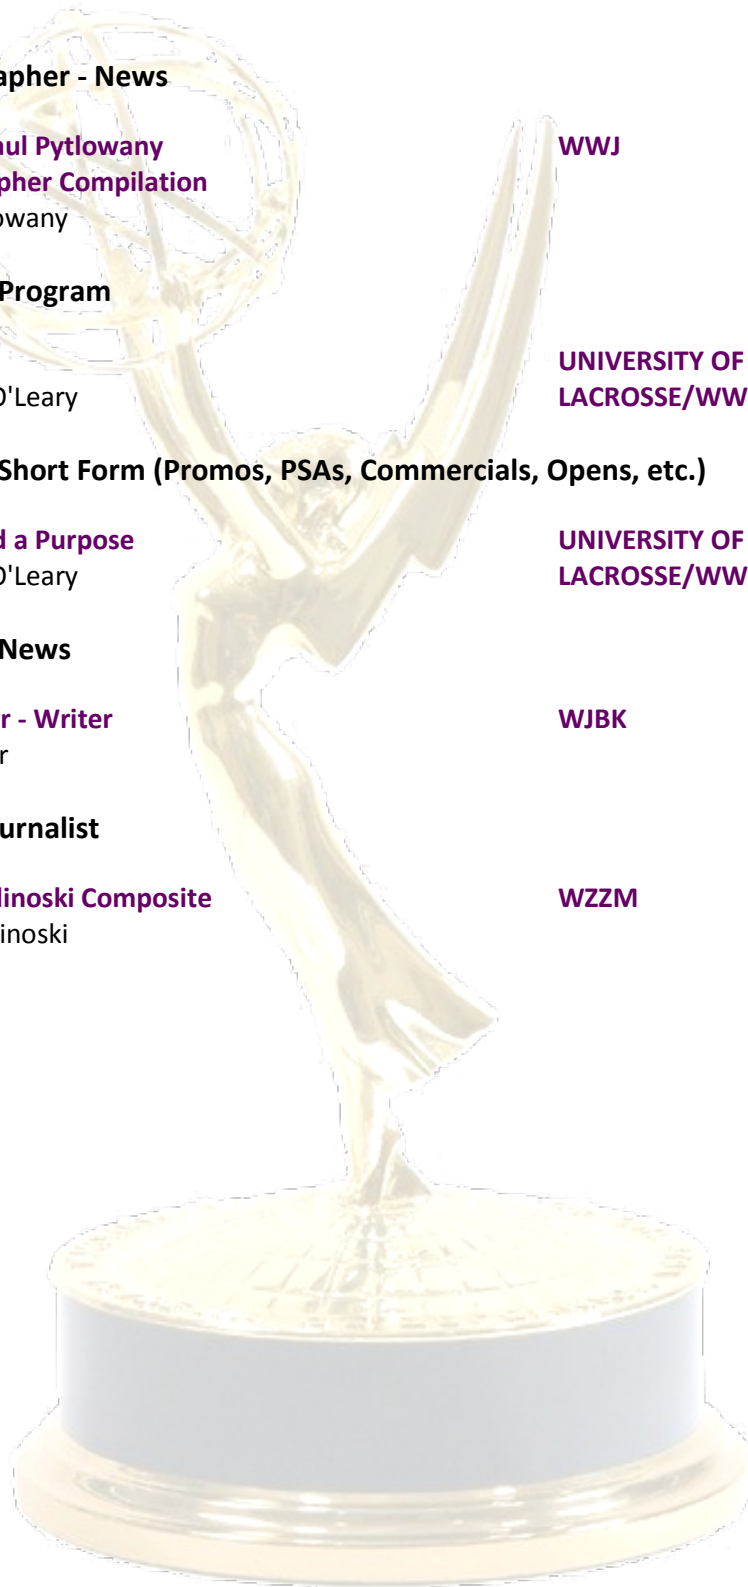 apher - News
aul Pytlowany WWJ
pher Compilation
owany
Program
UNIVERSITY OF
O'Leary LACROSSE/WW
Short Form (Promos, PSAs, Commercials, Opens, etc.)
d a Purpose UNIVERSITY OF
O'Leary LACROSSE/WW
News
r - Writer WJBK
r
urnalist
linoski Composite WZZM
inoski